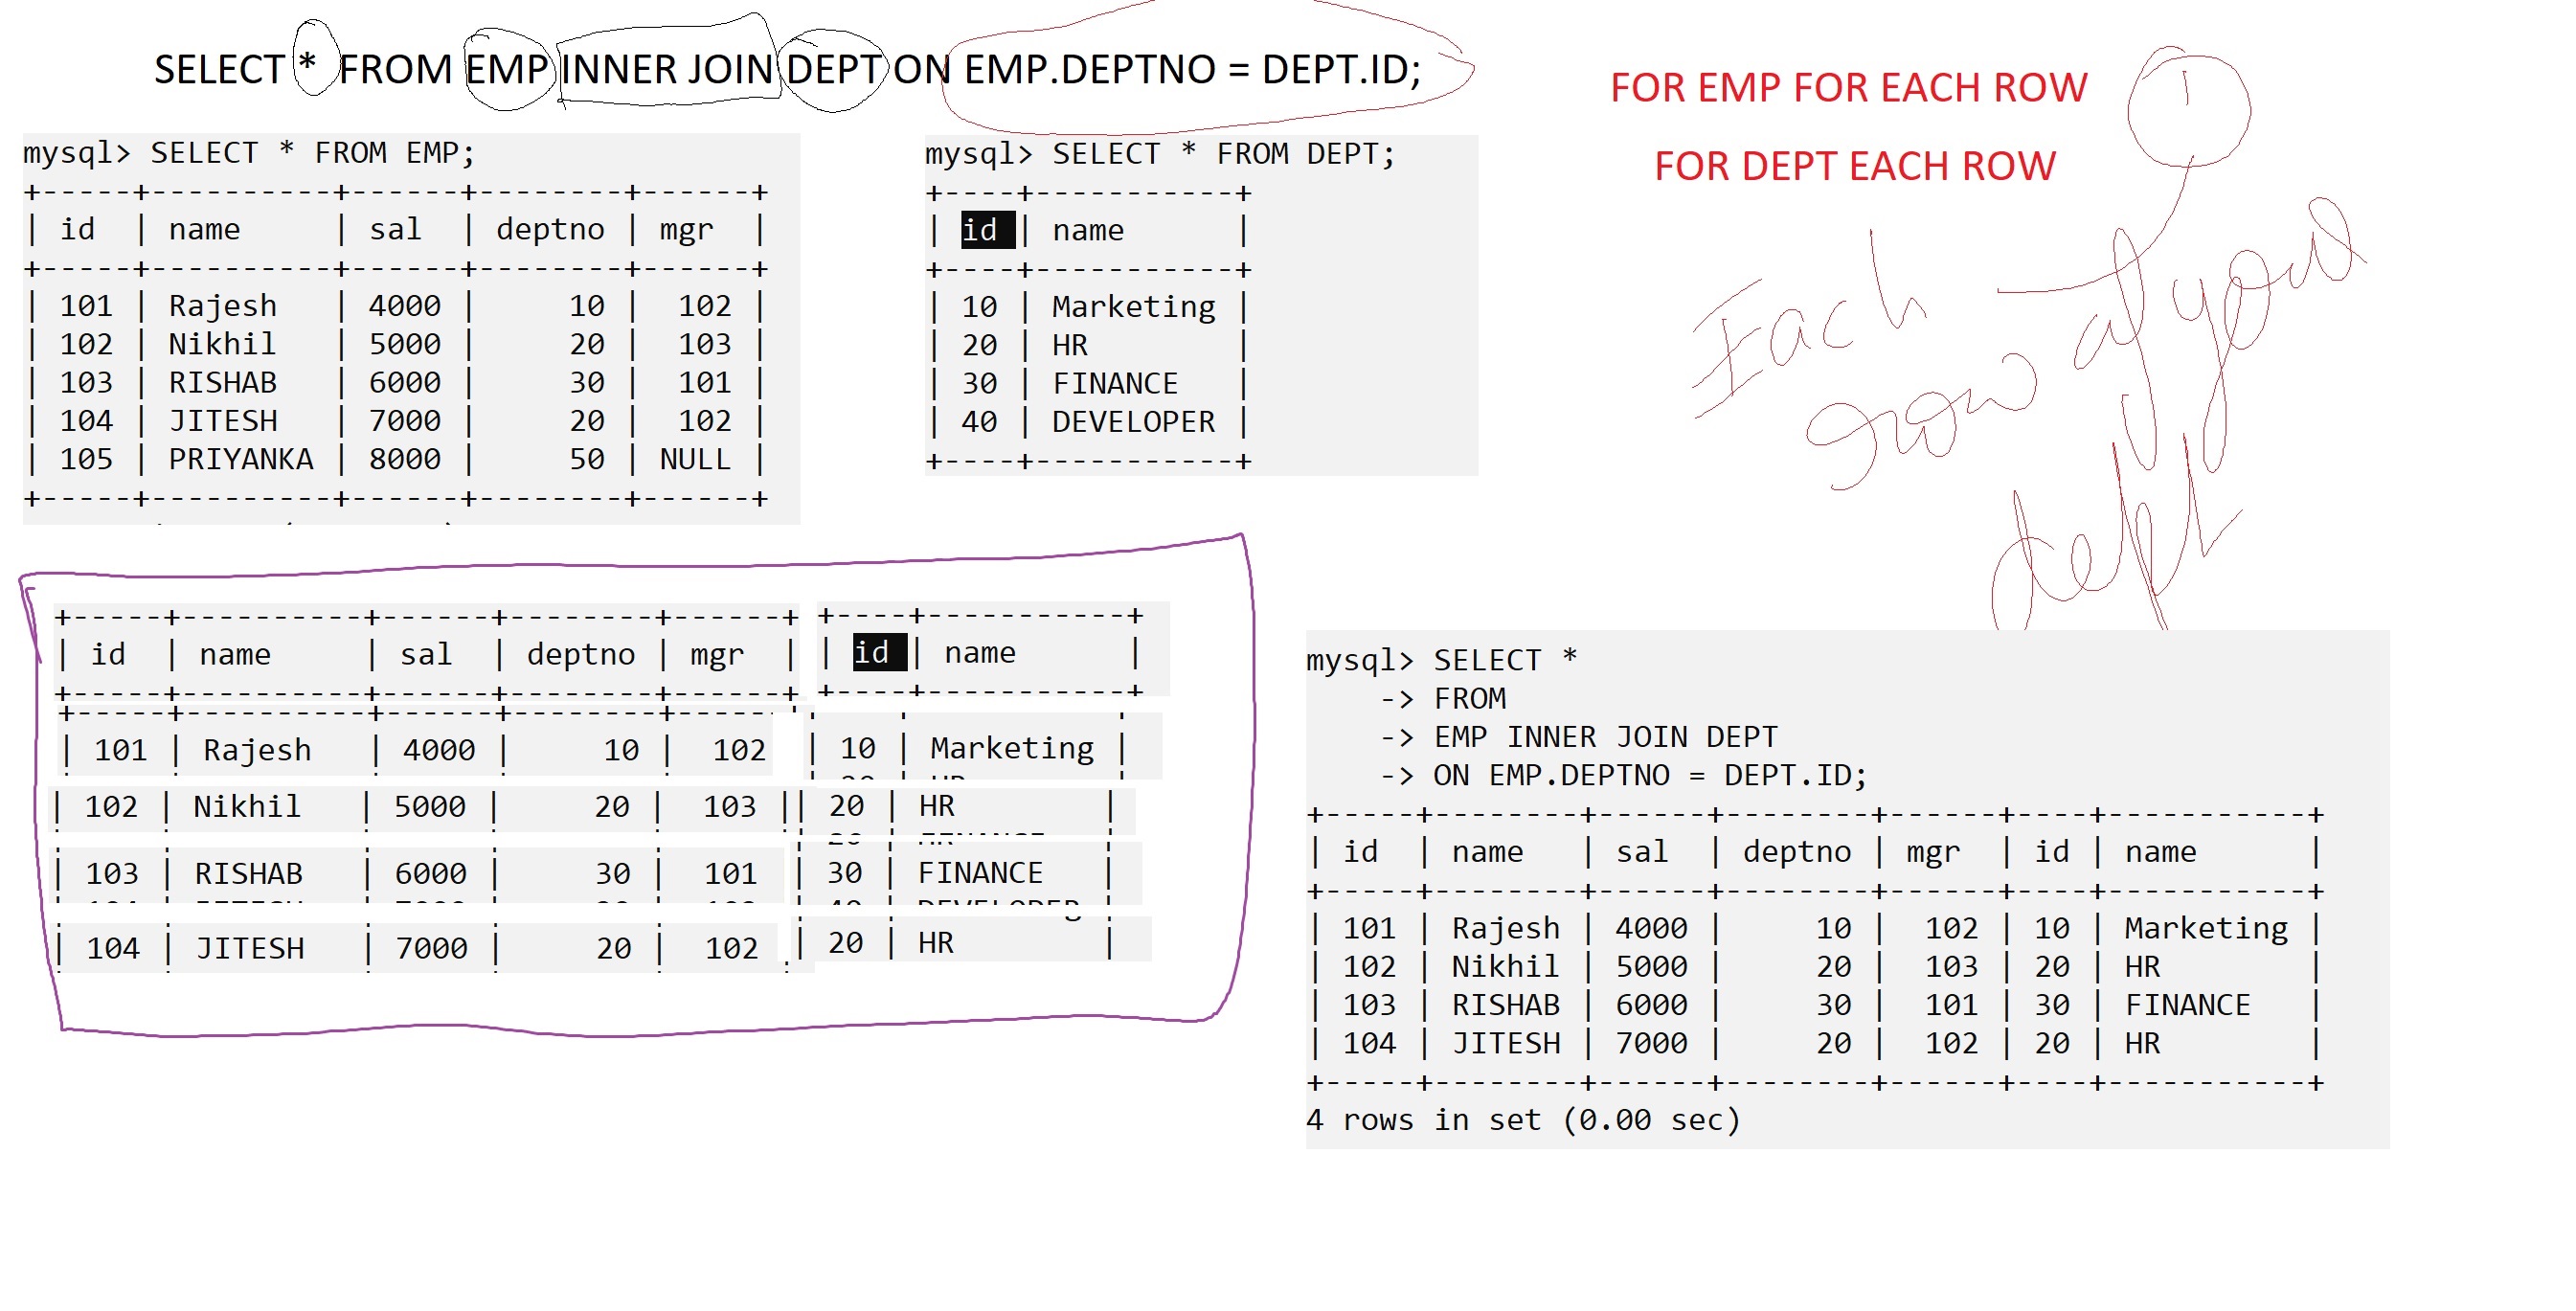 SELECT * FROM EMP INNER JOIN DEPT ON EMP.DEPTNO = DEPT.ID;
FOR EMP FOR EACH ROW
FOR DEPT EACH ROW
1
Each
row of your
dept
mysql> SELECT * FROM EMP;
+-----+----------+------+--------+------+
| id  | name     | sal  | deptno | mgr  |
+-----+----------+------+--------+------+
| 101 | Rajesh   | 4000 |     10 |  102 |
| 102 | Nikhil   | 5000 |     20 |  103 |
| 103 | RISHAB   | 6000 |     30 |  101 |
| 104 | JITESH   | 7000 |     20 |  102 |
| 105 | PRIYANKA | 8000 |     50 | NULL |
+-----+----------+------+--------+------+
mysql> SELECT * FROM DEPT;
+----+-----------+
| id | name      |
+----+-----------+
| 10 | Marketing |
| 20 | HR        |
| 30 | FINANCE   |
| 40 | DEVELOPER |
+----+-----------+
+-----+----------+------+--------+------+ +----+-----------+
| id  | name     | sal  | deptno | mgr  | | id | name      |
+-----+----------+------+--------+------+ +----+-----------+
+-----+----------+------+--------+-----
| 101 | Rajesh   | 4000 |     10 |  102 | 10 | Marketing |
| 102 | Nikhil   | 5000 |     20 |  103 || 20 | HR        |
| 103 | RISHAB   | 6000 |     30 |  101 | 30 | FINANCE   |
| 104 | JITESH   | 7000 |     20 |  102 | 20 | HR        |
mysql> SELECT *
    -> FROM
    -> EMP INNER JOIN DEPT
    -> ON EMP.DEPTNO = DEPT.ID;
+-----+--------+------+--------+------+----+-----------+
| id  | name   | sal  | deptno | mgr  | id | name      |
+-----+--------+------+--------+------+----+-----------+
| 101 | Rajesh | 4000 |     10 |  102 | 10 | Marketing |
| 102 | Nikhil | 5000 |     20 |  103 | 20 | HR        |
| 103 | RISHAB | 6000 |     30 |  101 | 30 | FINANCE   |
| 104 | JITESH | 7000 |     20 |  102 | 20 | HR        |
+-----+--------+------+--------+------+----+-----------+
4 rows in set (0.00 sec)